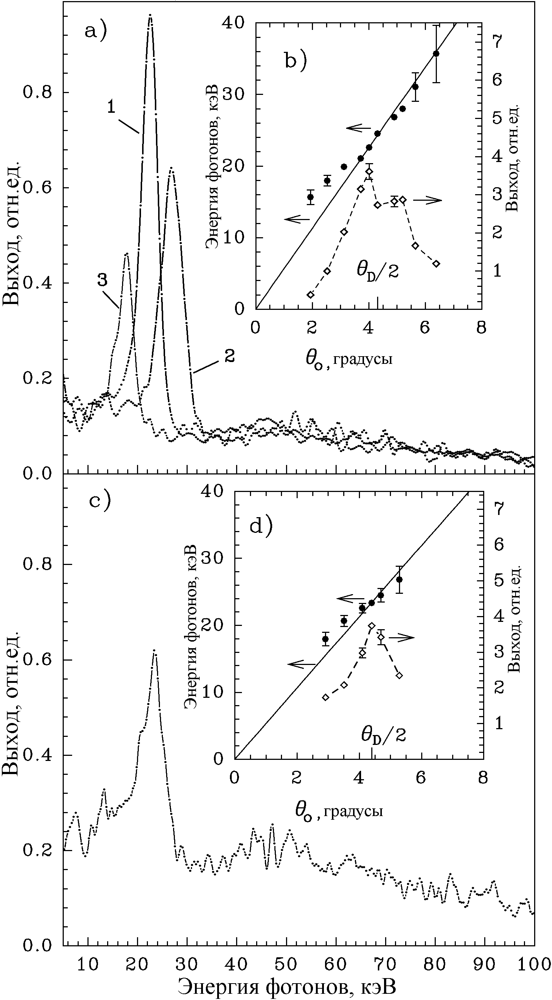 a)
1
2
3
0.8
0.6
0.4
0.2
0.0
Выход, отн.ед.
b)
40
30
20
10
0
Энергия фотонов, кэВ
7
6
5
4
3
2
1
Выход, отн.ед.
θD/2
0 2 4 6 8
θo, градусы
c)
0.8
0.6
0.4
0.2
0.0
Выход, отн.ед.
d)
40
30
20
10
0
Энергия фотонов, кэВ
7
6
5
4
3
2
1
Выход, отн.ед.
θD/2
0 2 4 6 8
θo, градусы
10 20 30 40 50 60 70 80 90 100
Энергия фотонов, кэВ